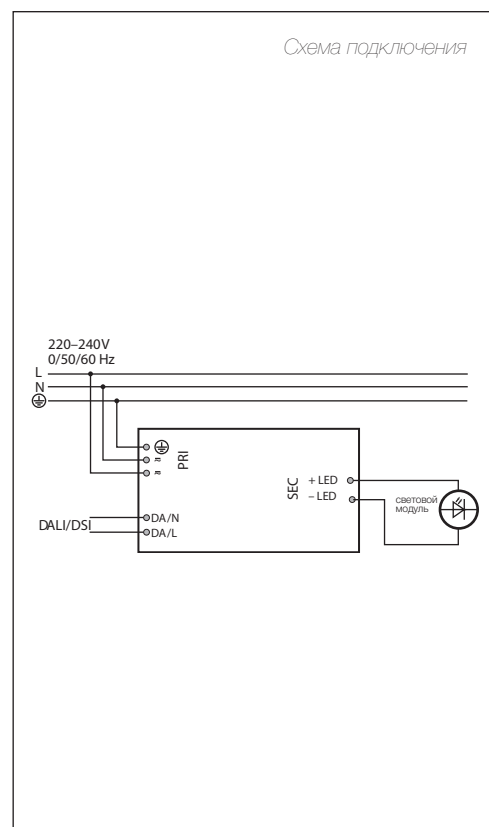 Схема подключения
220–240V
0/50/60 Hz
L
N
PRI
≂
≂
SEC
+ LED
– LED
световой
модуль
DALI/DSI
DA/N
DA/L